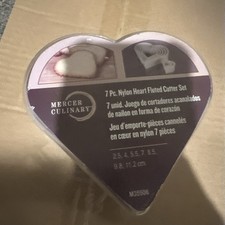 MERCER
CULINARY
7 Pc. Nylon Heart Fluted Cutter Set
7 unid. Juego de cortadores acanalados
de nailon en forma de corazón
Jeu d'emporte-pièces cannelés
en cœur en nylon 7 pièces